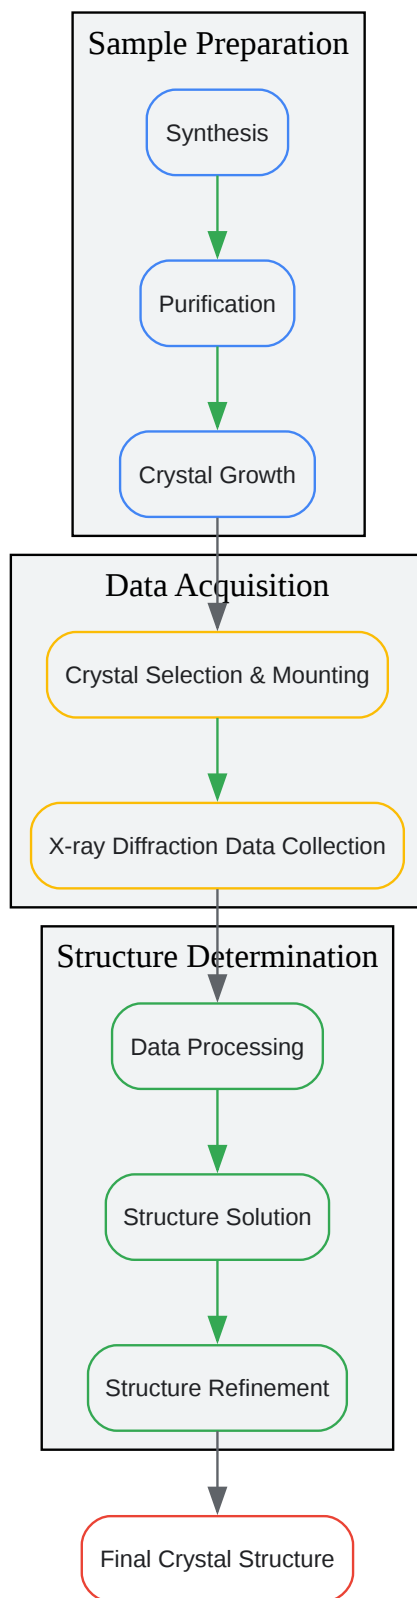 Sample Preparation
Synthesis
Purification
Crystal Growth
Data Acquisition
Crystal Selection & Mounting
X-ray Diffraction Data Collection
Structure Determination
Data Processing
Structure Solution
Structure Refinement
Final Crystal Structure